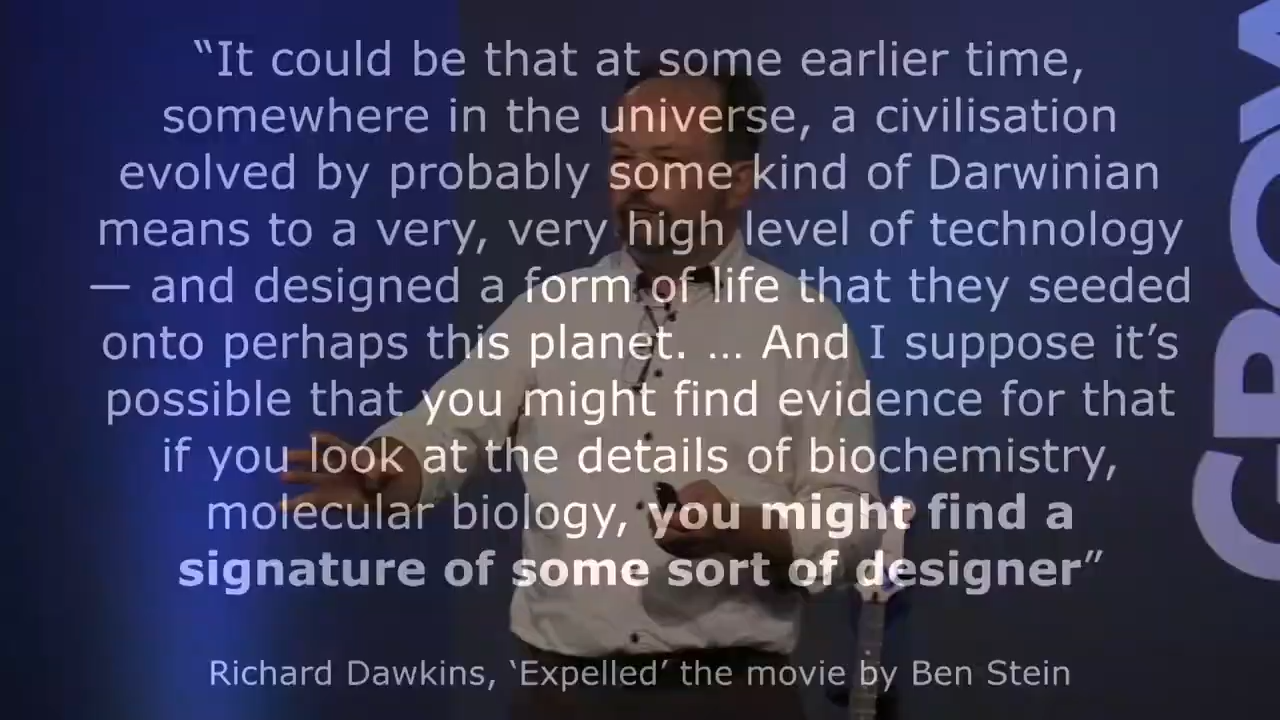 “It could be that at some earlier time,
somewhere in the universe, a civilisation
evolved by probably some kind of Darwinian
means to a very, very high level of technology
— and designed a form of life that they seeded
onto perhaps this planet. … And I suppose it’s
possible that you might find evidence for that
if you look at the details of biochemistry,
molecular biology, you might find a
signature of some sort of designer”
Richard Dawkins, ‘Expelled’ the movie by Ben Stein
GROW